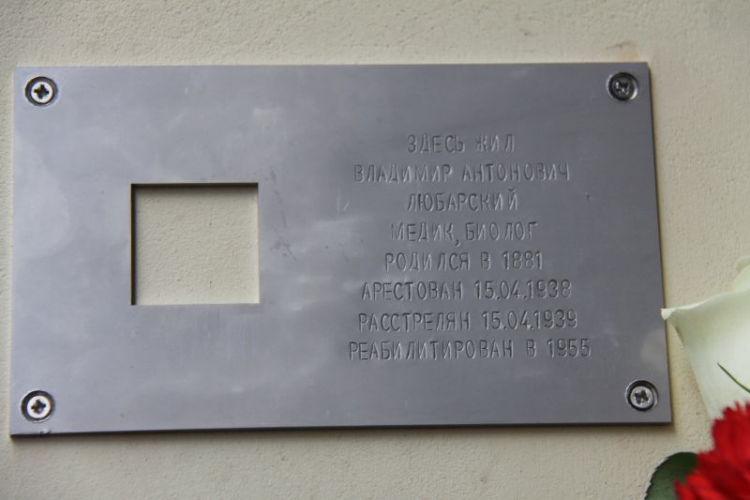 ЗДЕСЬ ЖИЛ
ВЛАДИМИР АНТОНОВИЧ
ЛЮБАРСКИЙ
МЕДИК, БИОЛОГ
РОДИЛСЯ В 1881
АРЕСТОВАН 15.04.1938
РАССТРЕЛЯН 15.04.1939
РЕАБИЛИТИРОВАН В 1955